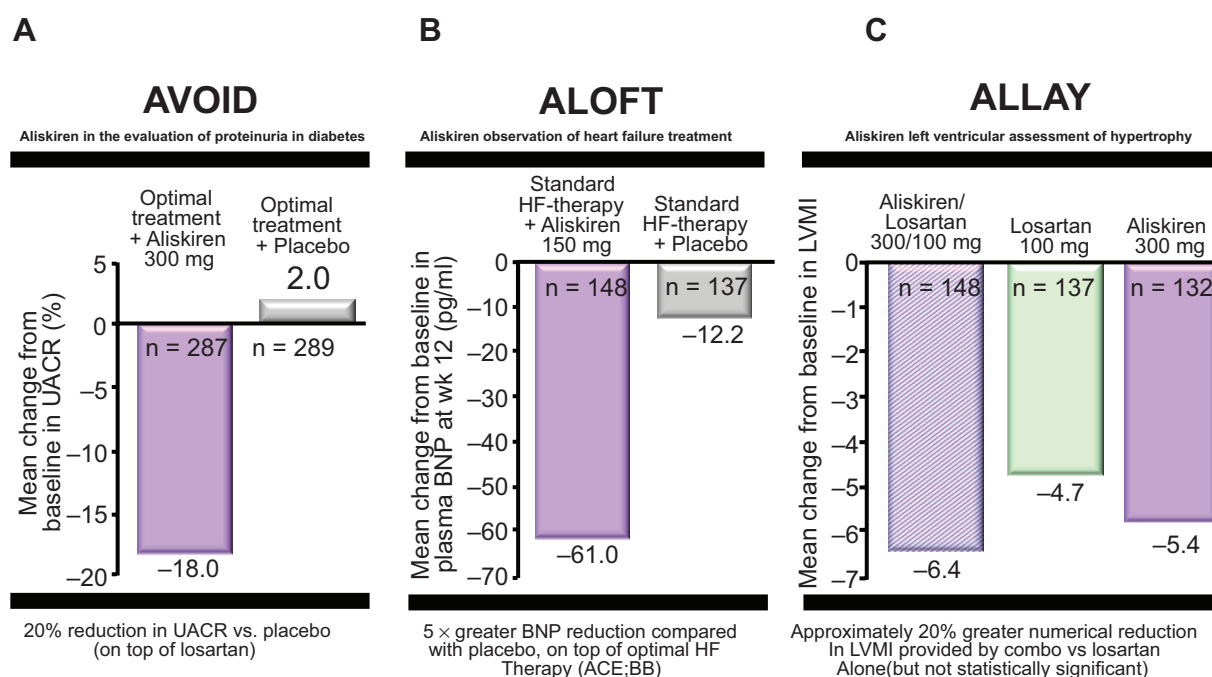 A
AVOID
Aliskiren in the evaluation of proteinuria in diabetes
Optimal
treatment
+ Aliskiren
300 mg
Optimal
treatment
+ Placebo
2.0
Mean change from
baseline in UACR (%)
5
0
–5
–10
–15
–20
n = 287
n = 289
–18.0
20% reduction in UACR vs. placebo
(on top of losartan)
B
ALOFT
Aliskiren observation of heart failure treatment
Standard
HF-therapy
+ Aliskiren
150 mg
Standard
HF-therapy
+ Placebo
Mean change from baseline in
plasma BNP at wk 12 (pg/ml)
0
–10
–20
–30
–40
–50
–60
–70
n = 148
n = 137
–12.2
–61.0
5 × greater BNP reduction compared
with placebo, on top of optimal HF
Therapy (ACE;BB)
C
ALLAY
Aliskiren left ventricular assessment of hypertrophy
Aliskiren/
Losartan
300/100 mg
Losartan
100 mg
Aliskiren
300 mg
Mean change from baseline in LVMI
0
–1
–2
–3
–4
–5
–6
–7
n = 148
n = 137
n = 132
–4.7
–5.4
–6.4
Approximately 20% greater numerical reduction
In LVMI provided by combo vs losartan
Alone(but not statistically significant)